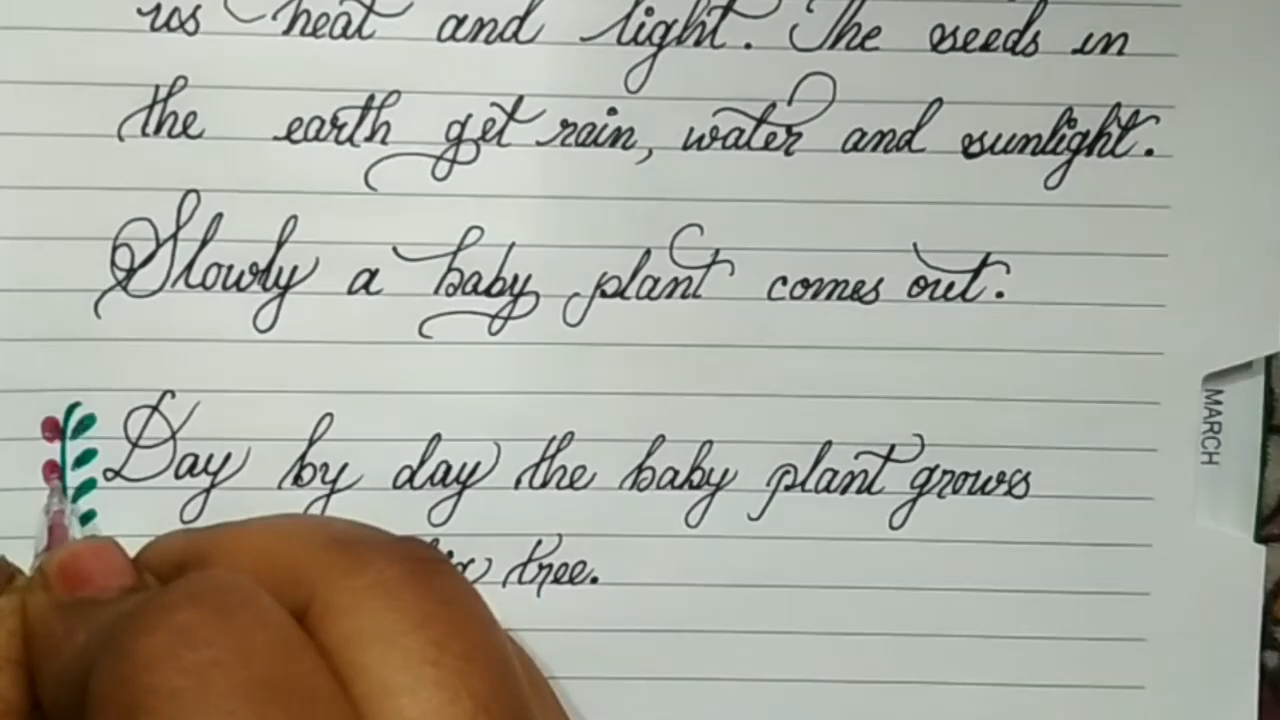 us heat and light. The seeds in
the earth get rain, water and sunlight.
Slowly a baby plant comes out.
Day by day the baby plant grows
tree.
MARCH